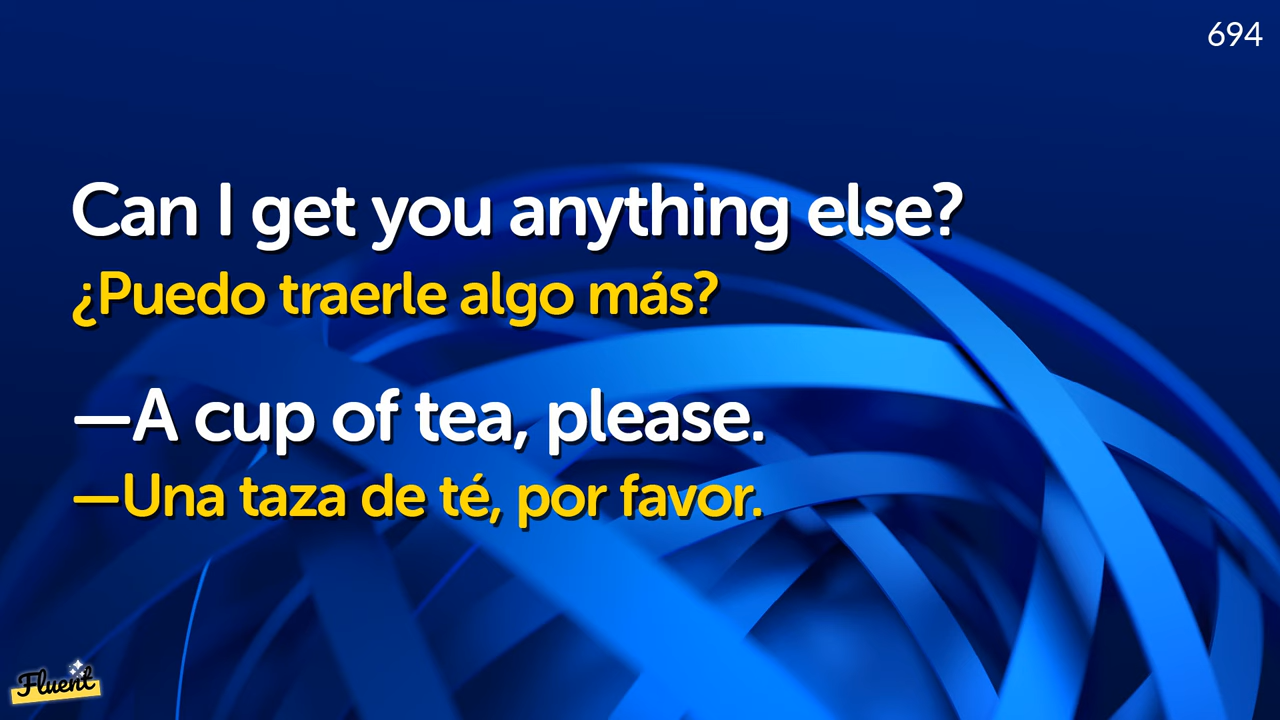 694
Can I get you anything else?
¿Puedo traerle algo más?
—A cup of tea, please.
—Una taza de té, por favor.
Fluent